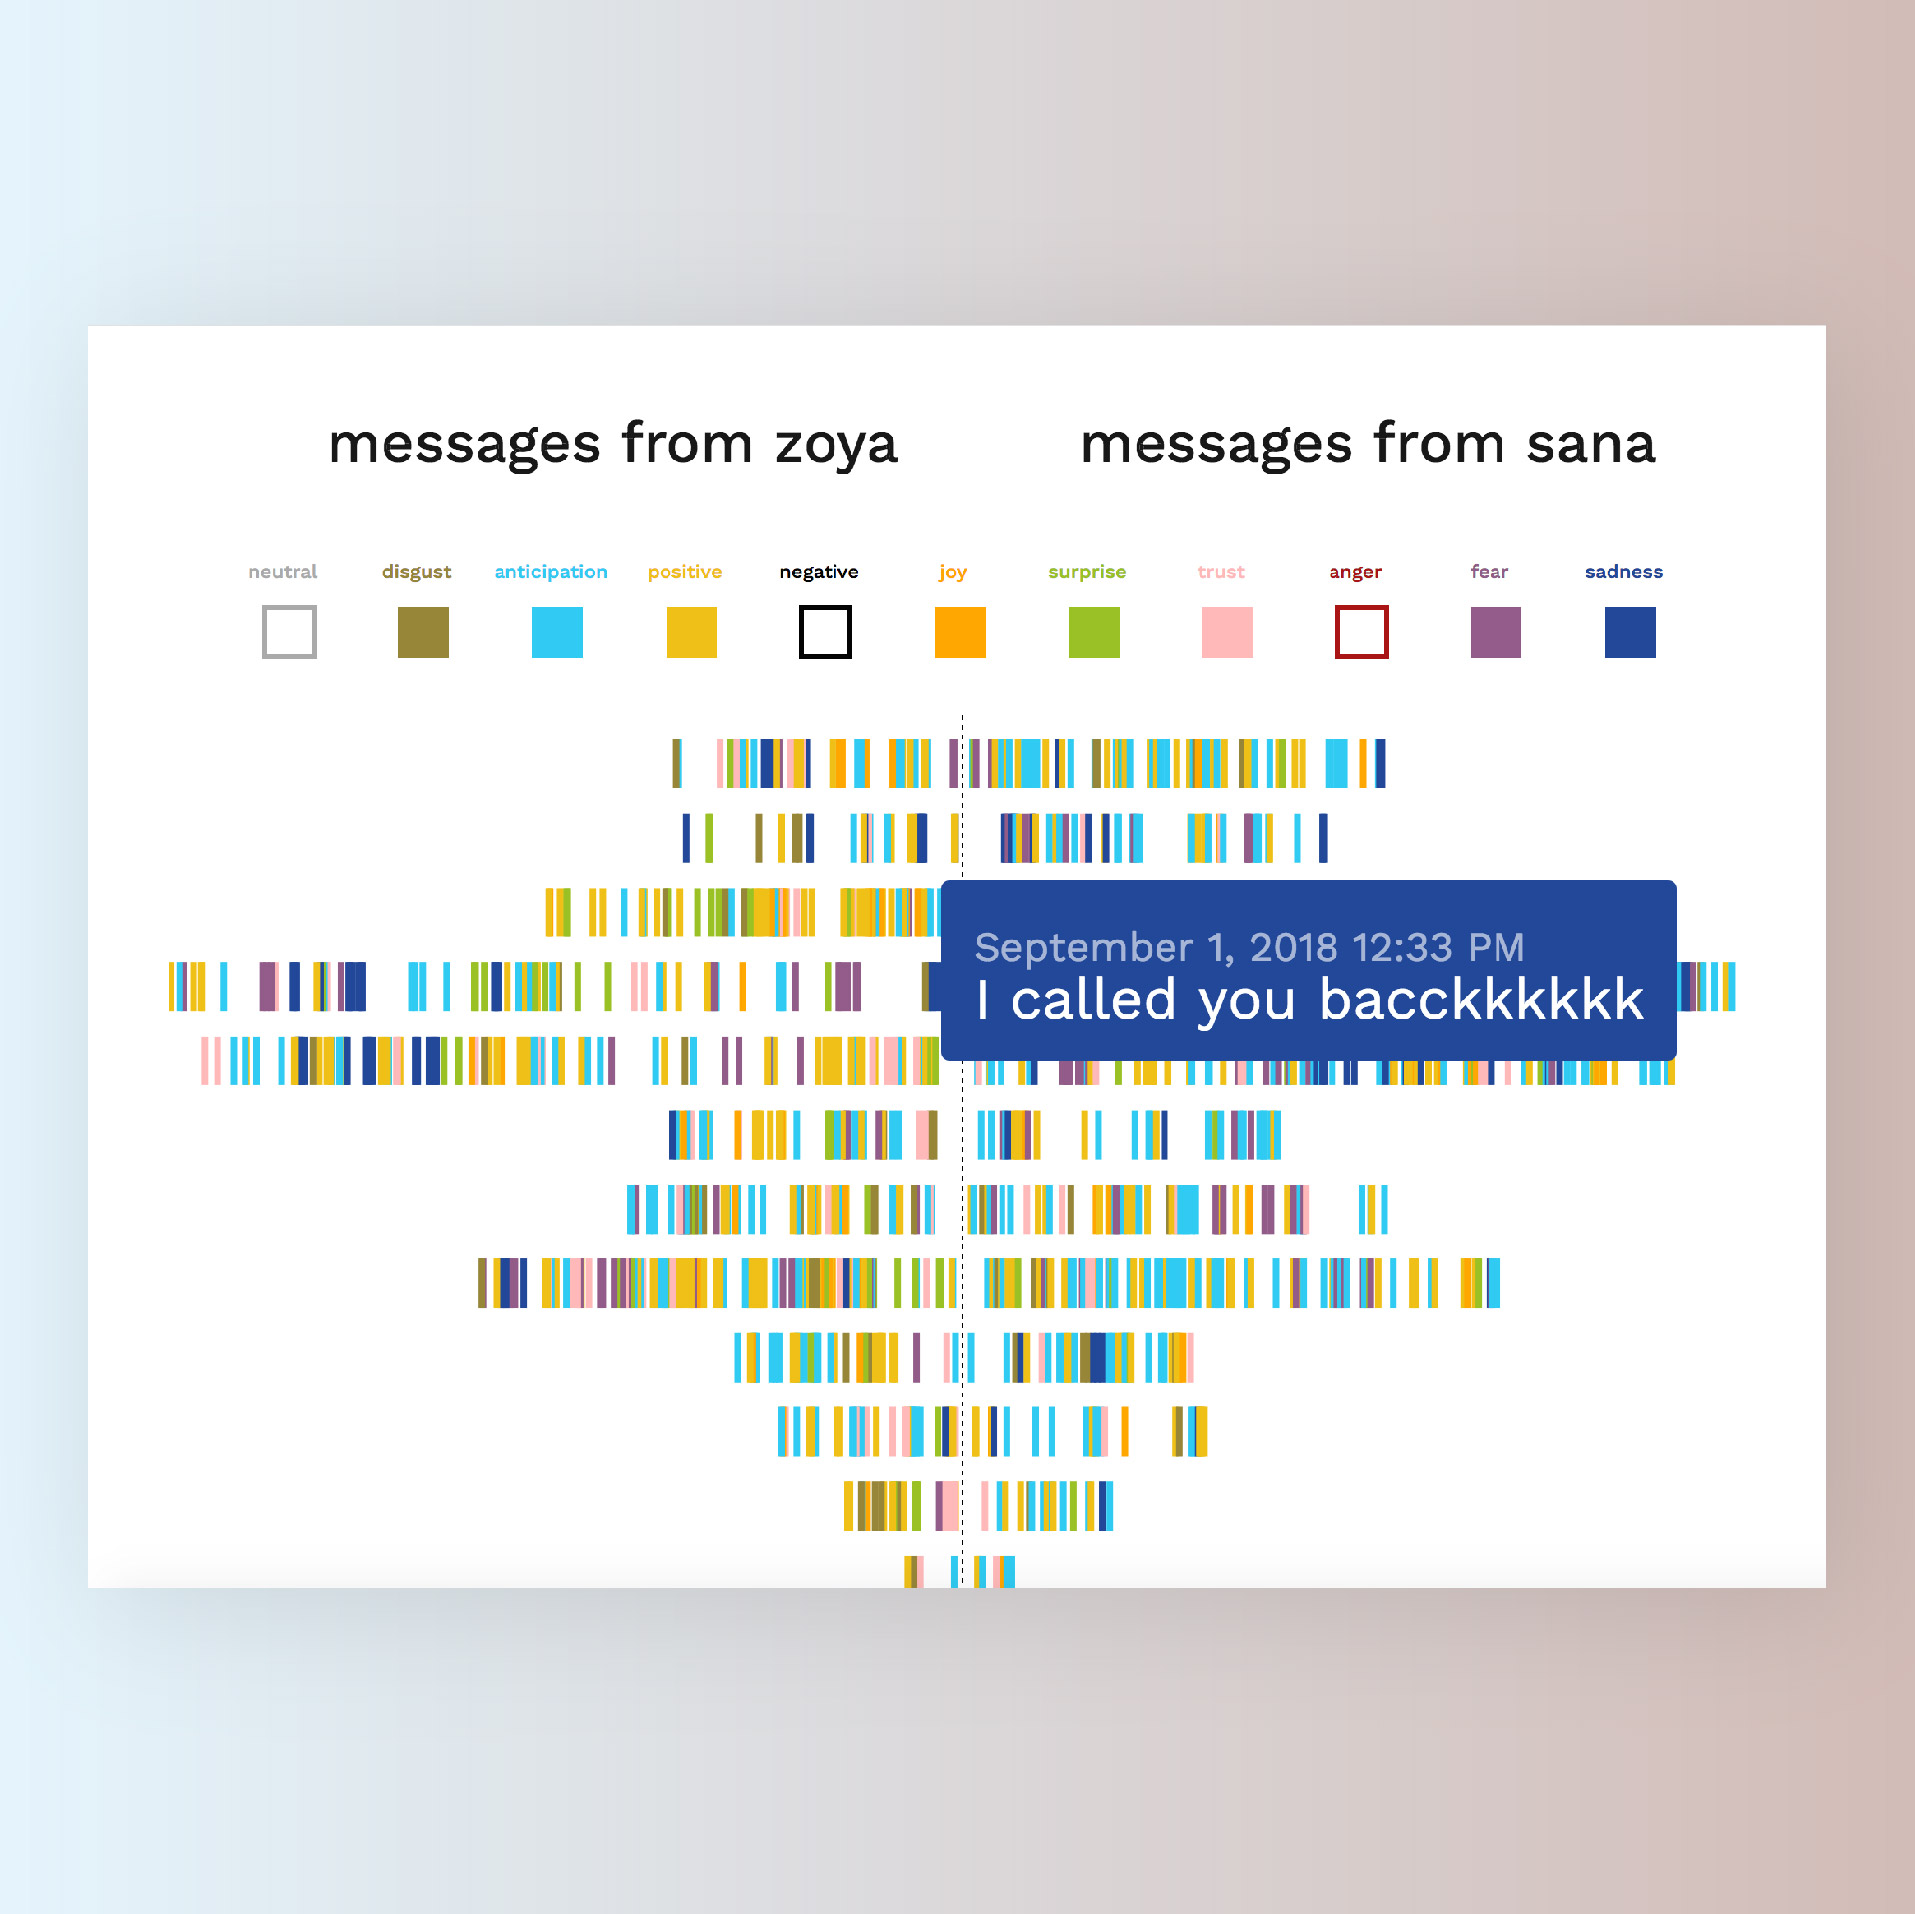 messages from zoya
messages from sana
neutral disgust anticipation positive negative joy surprise trust anger fear sadness
September 1, 2018 12:33 PM
I called you bacckkkkkk